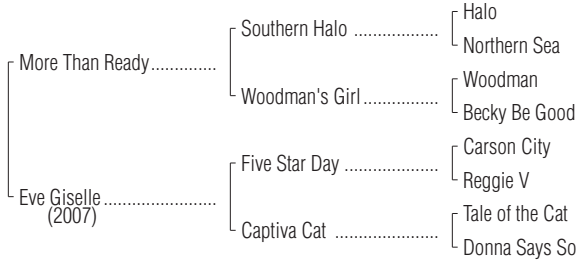 Halo
Southern Halo ..................
Northern Sea
More Than Ready..............
Woodman
Woodman's Girl ................
Becky Be Good
Carson City
Five Star Day ....................
Reggie V
Eve Giselle ........................
(2007)
Tale of the Cat
Captiva Cat ......................
Donna Says So